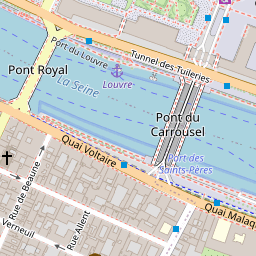 Port du Louvre
Tunnel des Tuileries
Pont Royal
La Seine
Louvre
Pont du
Carrousel
Quai Voltaire
Port des
Saints-Pères
Rue de Beaune
Quai Malaq
Rue Allent
Verneuil